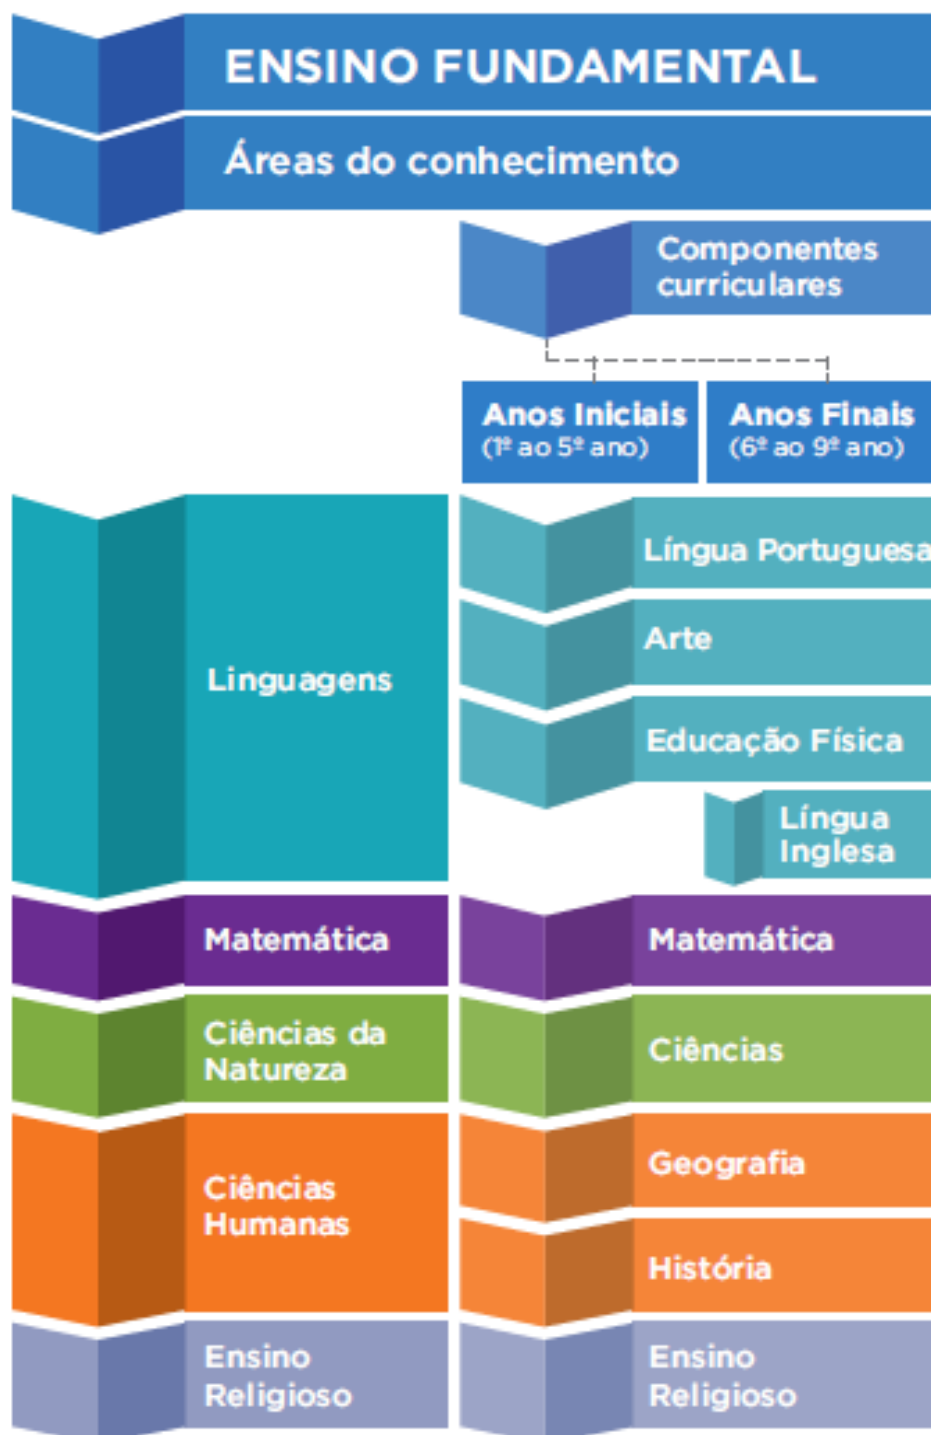 ENSINO FUNDAMENTAL
Áreas do conhecimento
Componentes
curriculares
Anos Iniciais
(1º ao 5º ano)
Anos Finais
(6º ao 9º ano)
Linguagens
Língua Portuguesa
Arte
Educação Física
Língua
Inglesa
Matemática
Matemática
Ciências da
Natureza
Ciências
Ciências
Humanas
Geografia
História
Ensino
Religioso
Ensino
Religioso